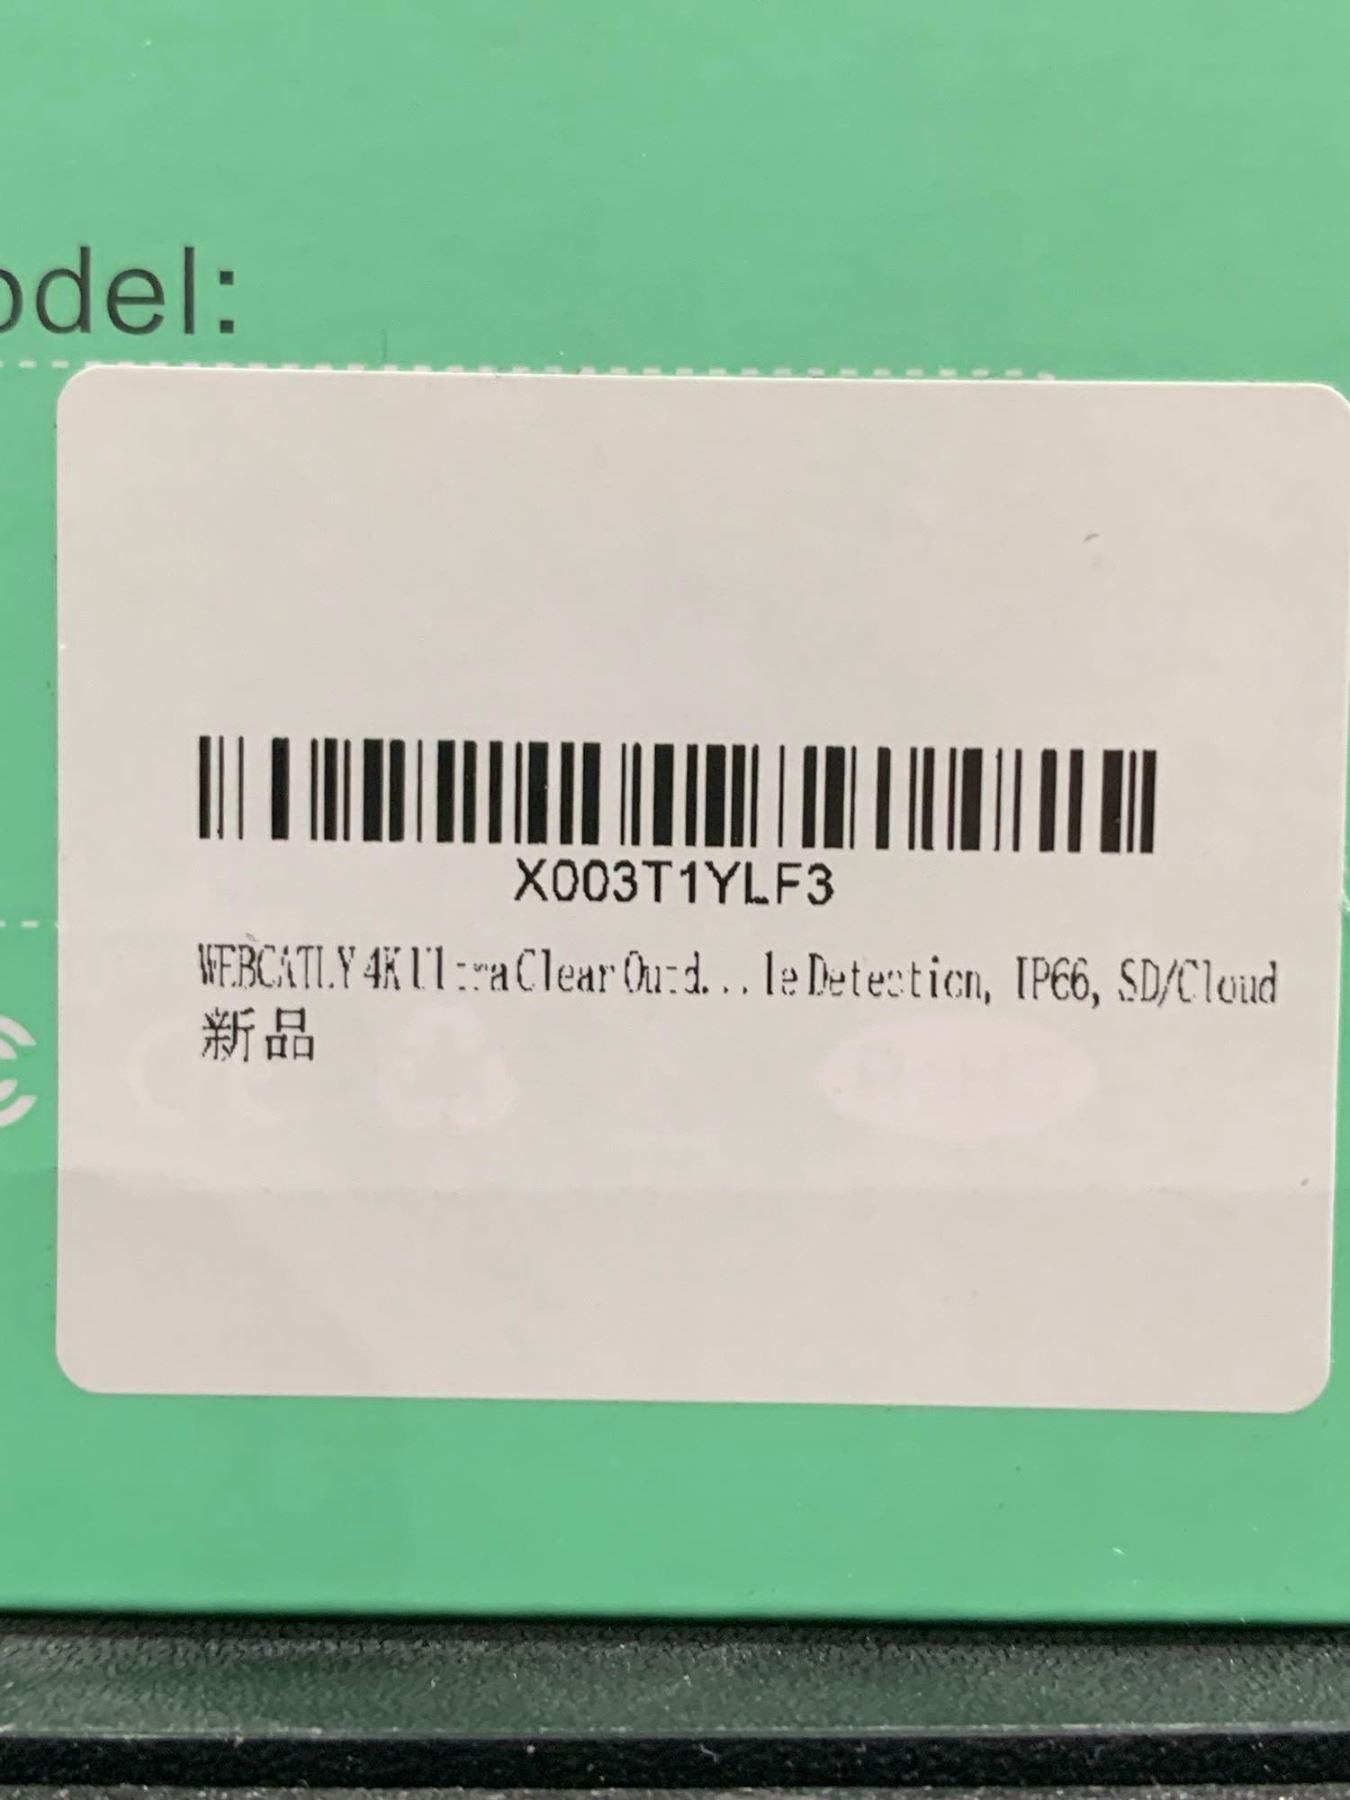 odel:
X003T1YLF3
WEBCATLY 4K Ultra Clear Outd... le Detection, IP66, SD/Cloud
新品